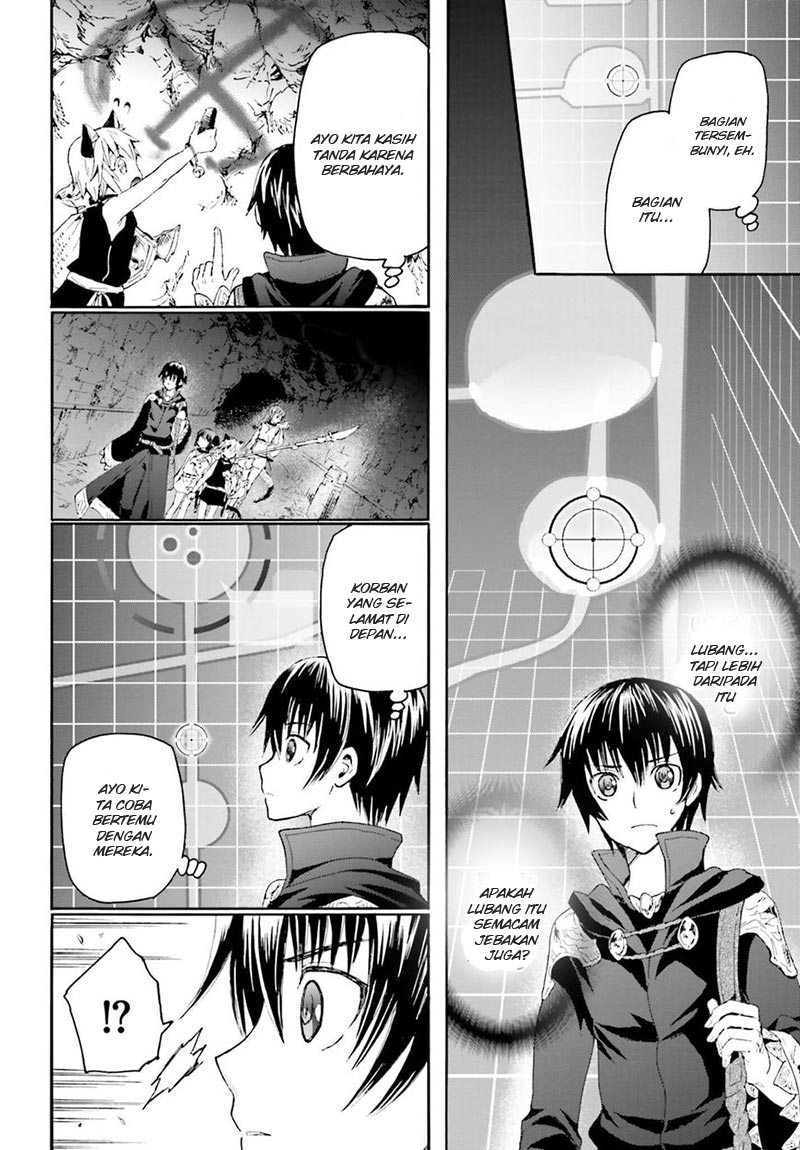 BAGIAN
TERSEM-
BUNYI, EH.
BAGIAN
ITU...
LUBANG...
TAPI LEBIH
DARIPADA
ITU
APAKAH
LUBANG ITU
SEMACAM
JEBAKAN
JUGA?
AYO KITA KASIH
TANDA KARENA
BERBAHAYA.
KORBAN
YANG SE-
LAMAT DI
DEPAN...
AYO KI-
TA COBA
BERTEMU
DENGAN
MEREKA.
!?